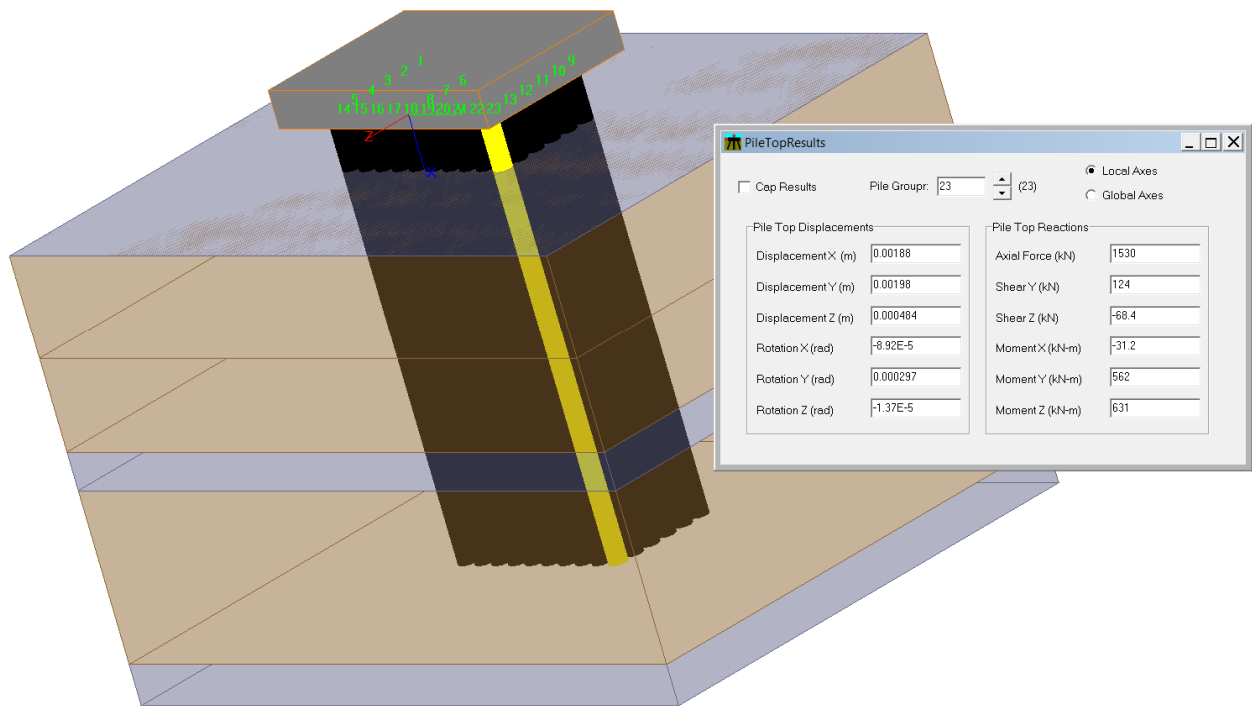 1
2
3
4
5
6
7
8
9
10
11
12
13
14 15 16 17 18 19 20 21 22 23
Z
X
PileTopResults
Cap Results
Pile Groupr: 23 (23)
Local Axes
Global Axes
Pile Top Displacements
Displacement X (m) 0.00188
Displacement Y (m) 0.00198
Displacement Z (m) 0.000484
Rotation X (rad) -8.92E-5
Rotation Y (rad) 0.000297
Rotation Z (rad) -1.37E-5
Pile Top Reactions
Axial Force (kN) 1530
Shear Y (kN) 124
Shear Z (kN) -68.4
Moment X (kN-m) -31.2
Moment Y (kN-m) 562
Moment Z (kN-m) 631